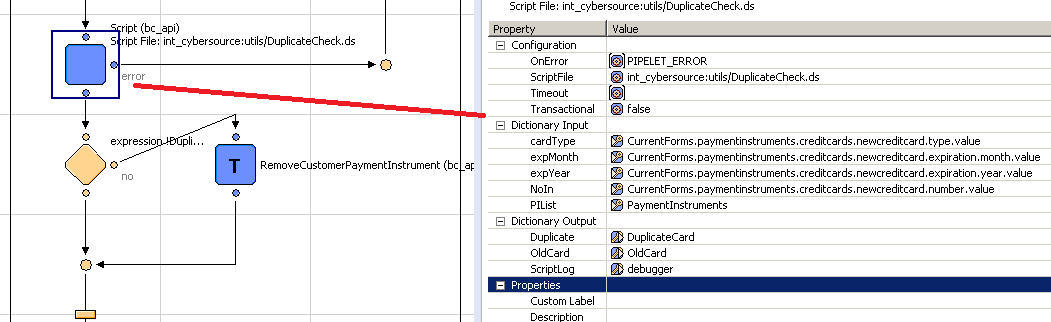 Script (bc_api)
Script File: int_cybersource:utils/DuplicateCheck.ds
error
expression !Dupli...
no
T
RemoveCustomerPaymentInstrument (bc_ap
Script File: int_cybersource:utils/DuplicateCheck.ds
Property Value
Configuration
OnError PIPELET_ERROR
ScriptFile int_cybersource:utils/DuplicateCheck.ds
Timeout
Transactional false
Dictionary Input
cardType CurrentForms.paymentinstruments.creditcards.newcreditcard.type.value
expMonth CurrentForms.paymentinstruments.creditcards.newcreditcard.expiration.month.value
expYear CurrentForms.paymentinstruments.creditcards.newcreditcard.expiration.year.value
NoIn CurrentForms.paymentinstruments.creditcards.newcreditcard.number.value
PIList PaymentInstruments
Dictionary Output
Duplicate DuplicateCard
OldCard OldCard
ScriptLog debugger
Properties
Custom Label
Description